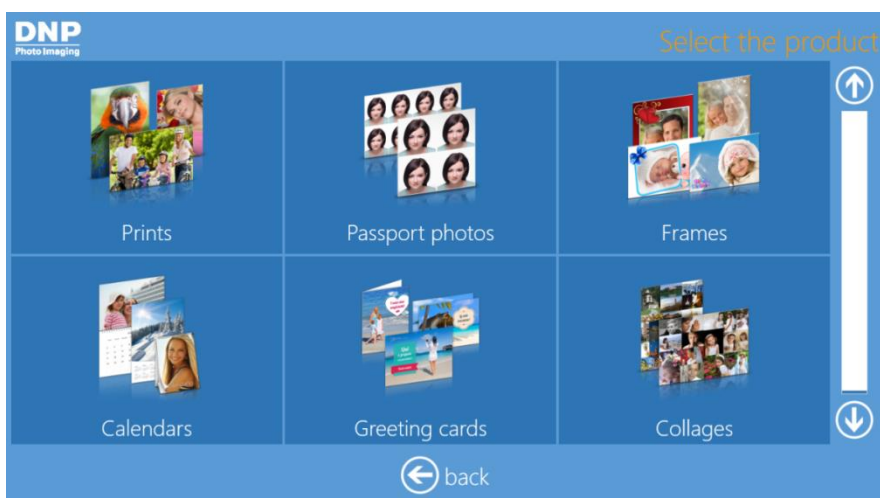 DNP
Photo Imaging
Select the product
Prints
Passport photos
Frames
Calendars
Greeting cards
Collages
back